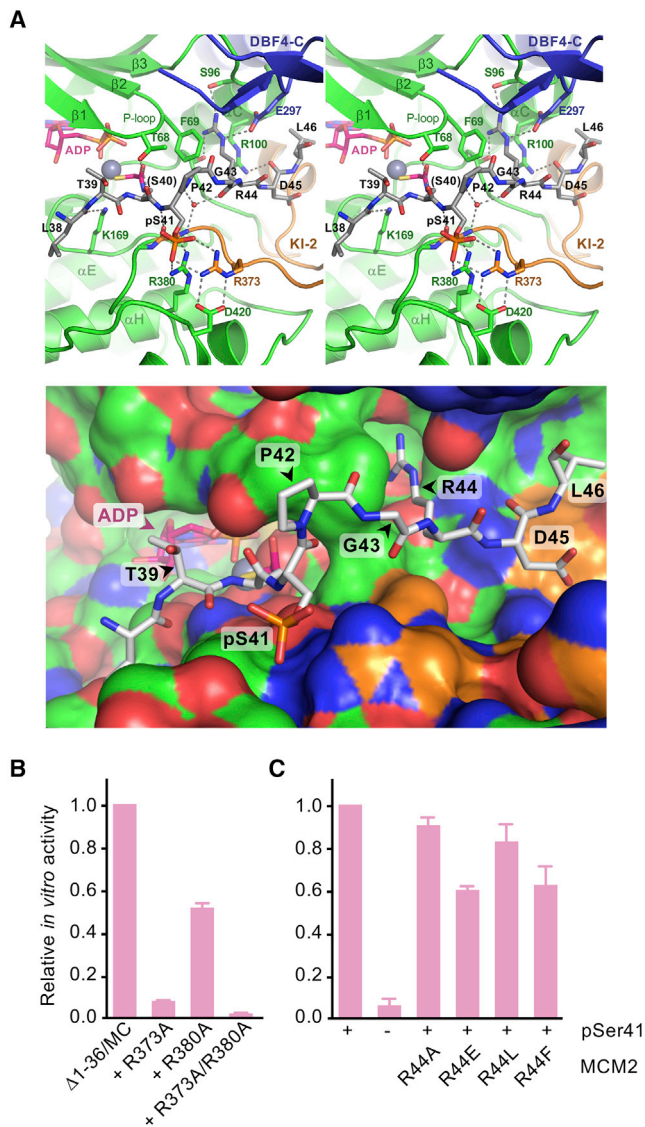 A
DBF4-C
β3
S96
β2
αC
E297
β1
P-loop
F69
L46
T68
R100
ADP
(S40)
G43
T39
P42
D45
R44
pS41
L38
K169
KI-2
αE
R380
R373
D420
αH
DBF4-C
β3
S96
β2
αC
E297
β1
P-loop
F69
L46
T68
R100
ADP
(S40)
G43
T39
P42
D45
R44
pS41
L38
K169
KI-2
αE
R380
R373
D420
αH
P42
R44
L46
ADP
G43
D45
T39
pS41
B
Relative in vitro activity
1.0
0.8
0.6
0.4
0.2
0.0
Δ1-36/MC
+ R373A
+ R380A
+ R373A/R380A
C
1.0
0.8
0.6
0.4
0.2
0.0
+ - + + + + pSer41
R44A R44E R44L R44F MCM2